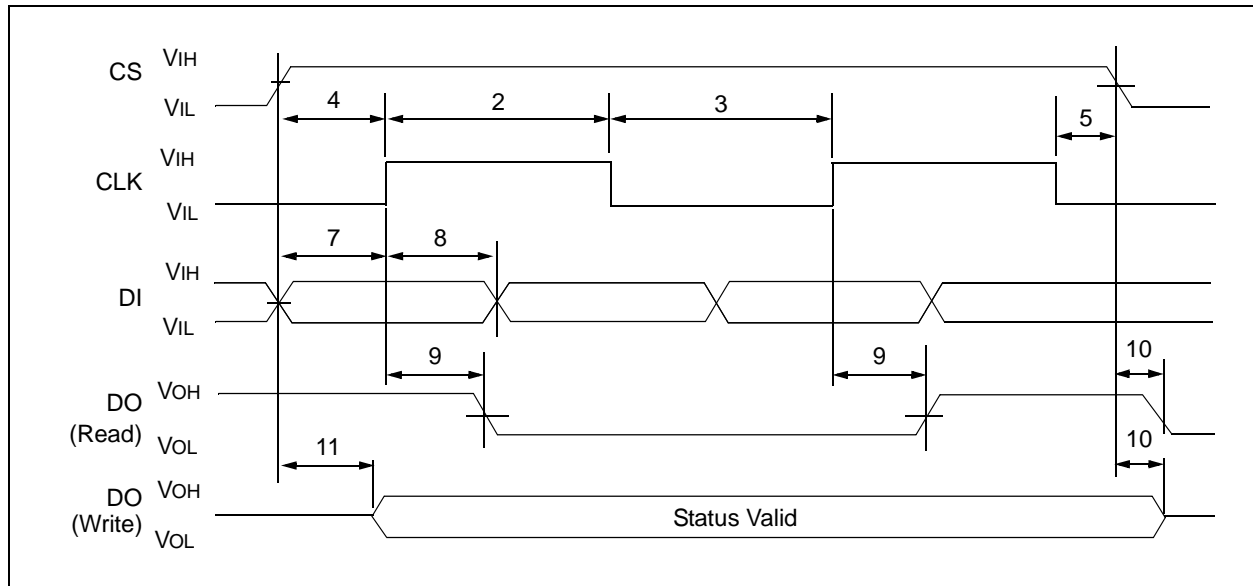 CS VIH
VIL
4 2 3 5
CLK VIH
VIL
7 8
DI VIH
VIL
9 9 10
DO (Read) VOH
VOL
11 10
DO (Write) VOH
Status Valid
VOL